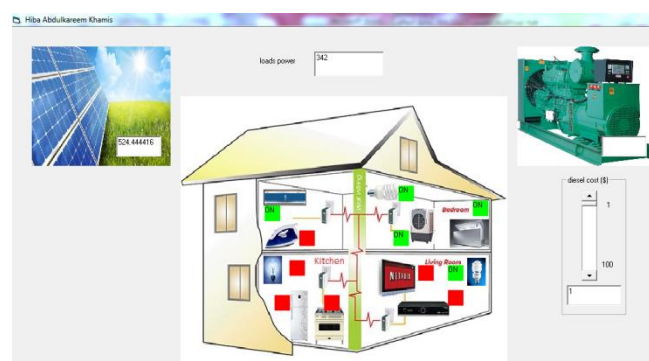 Hiba Abdulkareem Khamis
loads power
342
524.444416
diesel cost ($)
1
100
1
ON
ON
ON
Bedroom
ON
Kitchen
Living Room
ON